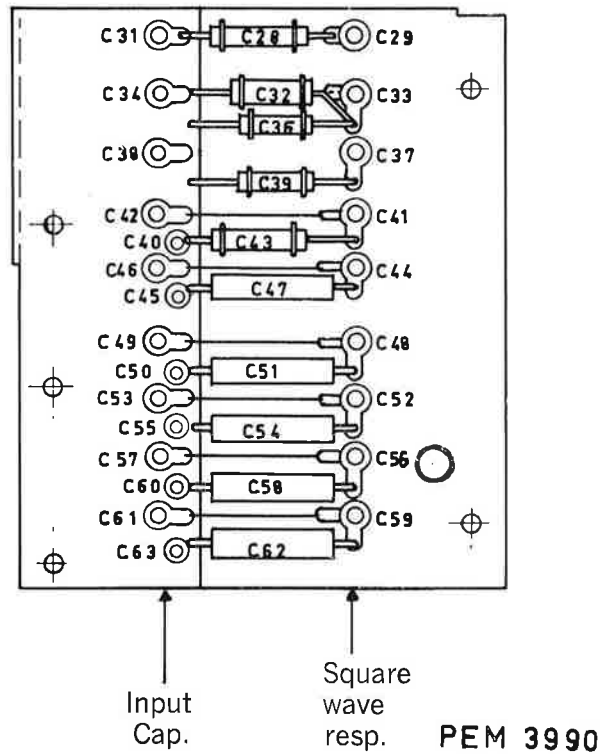 C31 C28 C29
C34 C32 C33
C36
C38 C37
C39
C42 C41
C40 C43
C46 C44
C45 C47
C49 C48
C50 C51
C53 C52
C55 C54
C57 C56
C60 C58
C61 C59
C63 C62
Input
Cap.
Square
wave
resp.
PEM 3990